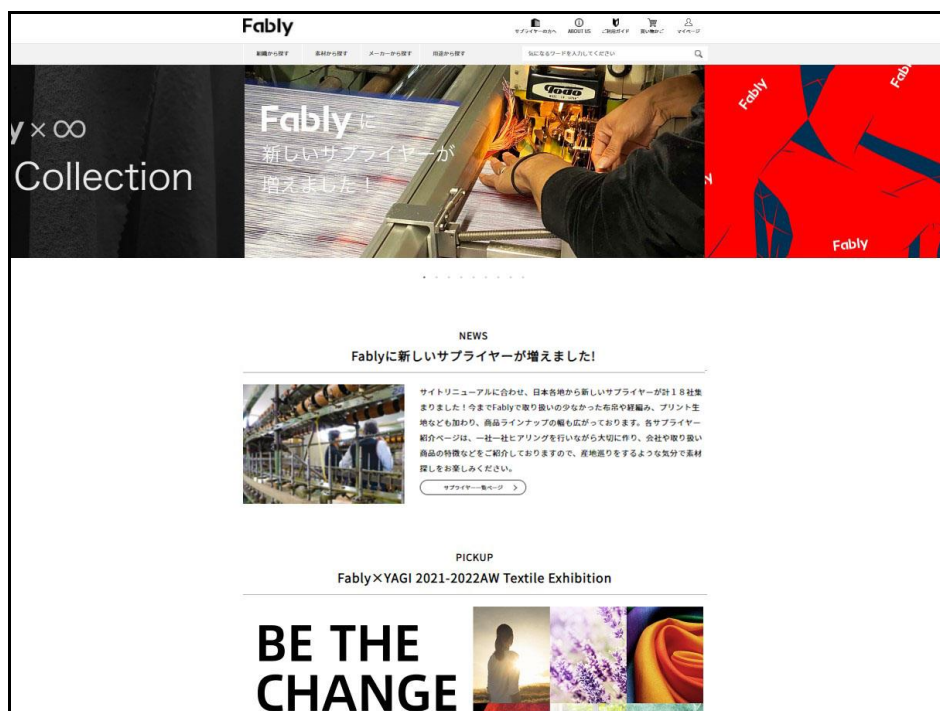 Fably
サプライヤーの方へ
ABOUT US
ご利用ガイド
買い物かご
マイページ
組織から探す
素材から探す
メーカーから探す
用途から探す
気になるワードを入力してください
y×∞
Collection
Fablyに
新しいサプライヤーが
増えました！
TODO
Fably
Fably
Fably
NEWS
Fablyに新しいサプライヤーが増えました!
サイトリニューアルに合わせ、日本各地から新しいサプライヤーが計１８社集
まりました！今までFablyで取り扱いの少なかった布帛や経編み、プリント生
地なども加わり、商品ラインナップの幅も広がっております。各サプライヤー
紹介ページは、一社一社ヒアリングを行いながら大切に作り、会社や取り扱い
商品の特徴などをご紹介しておりますので、産地巡りをするような気分で素材
探しをお楽しみください。
サプライヤー一覧ページ
PICKUP
Fably×YAGI 2021-2022AW Textile Exhibition
BE THE
CHANGE